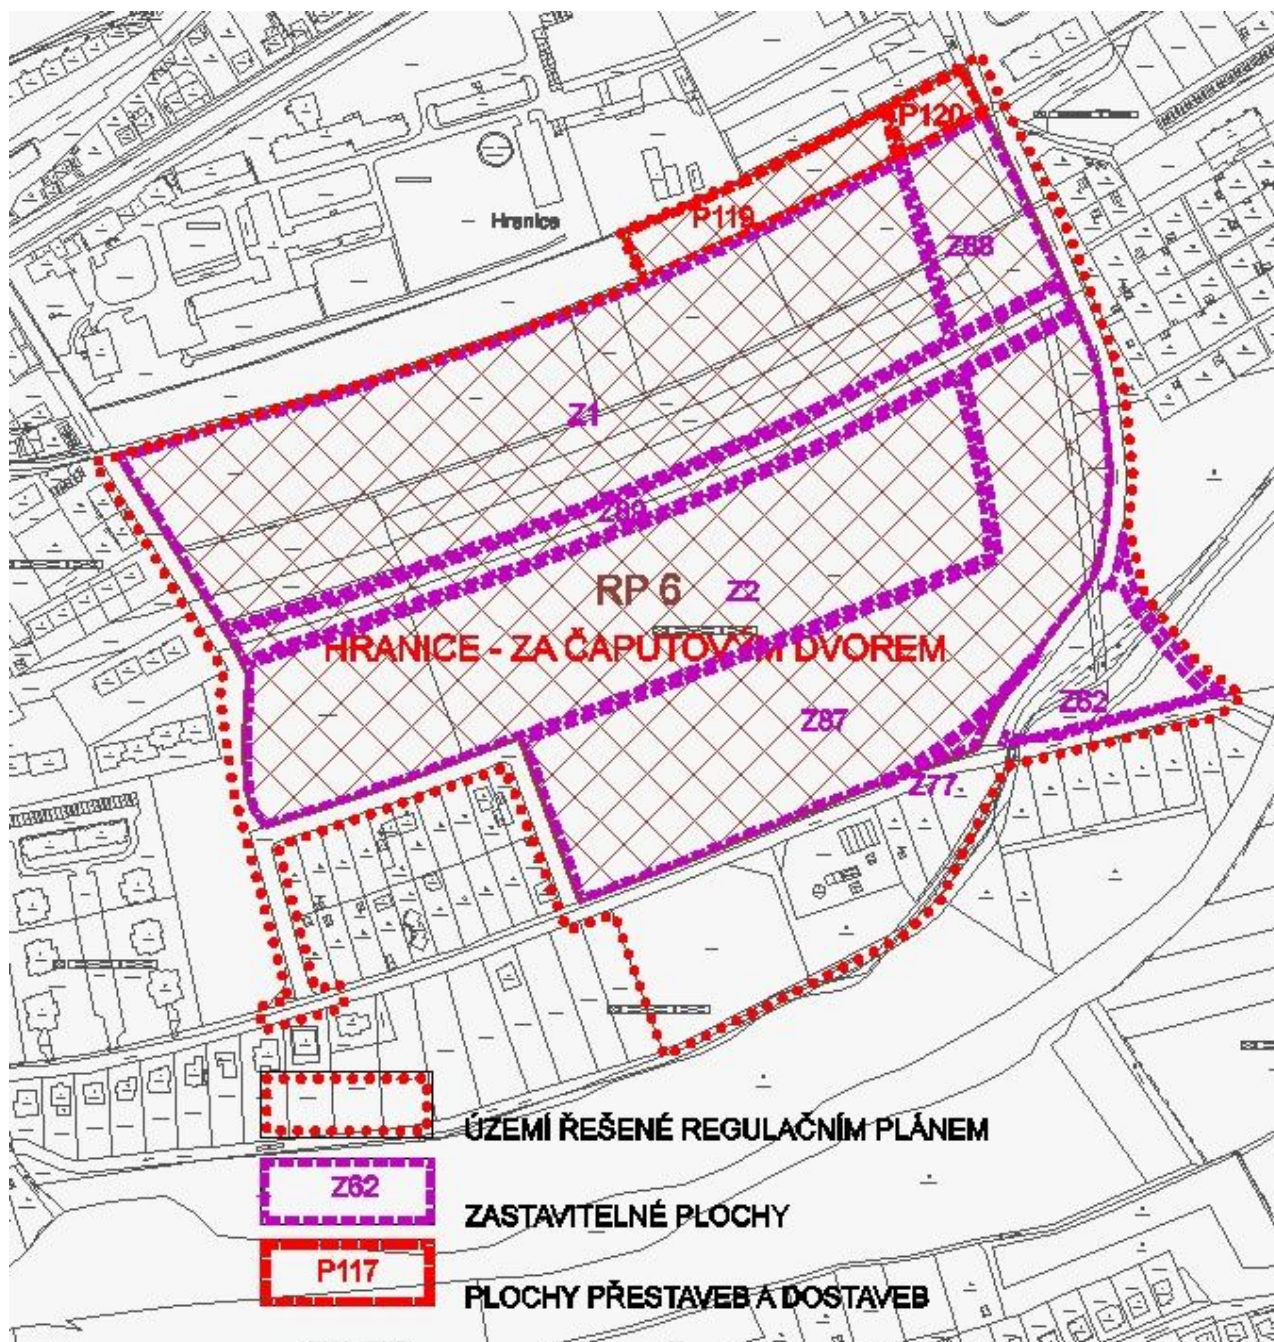 P120
P119
Hranice
Z88
Z1
RP 6
Z2
HRANICE - ZA ČAPUTOVÝM DVOREM
Z62
Z87
Z77
ÚZEMÍ ŘEŠENÉ REGULAČNÍM PLÁNEM
Z62
ZASTAVITELNÉ PLOCHY
P117
PLOCHY PŘESTAVEB A DOSTAVEB